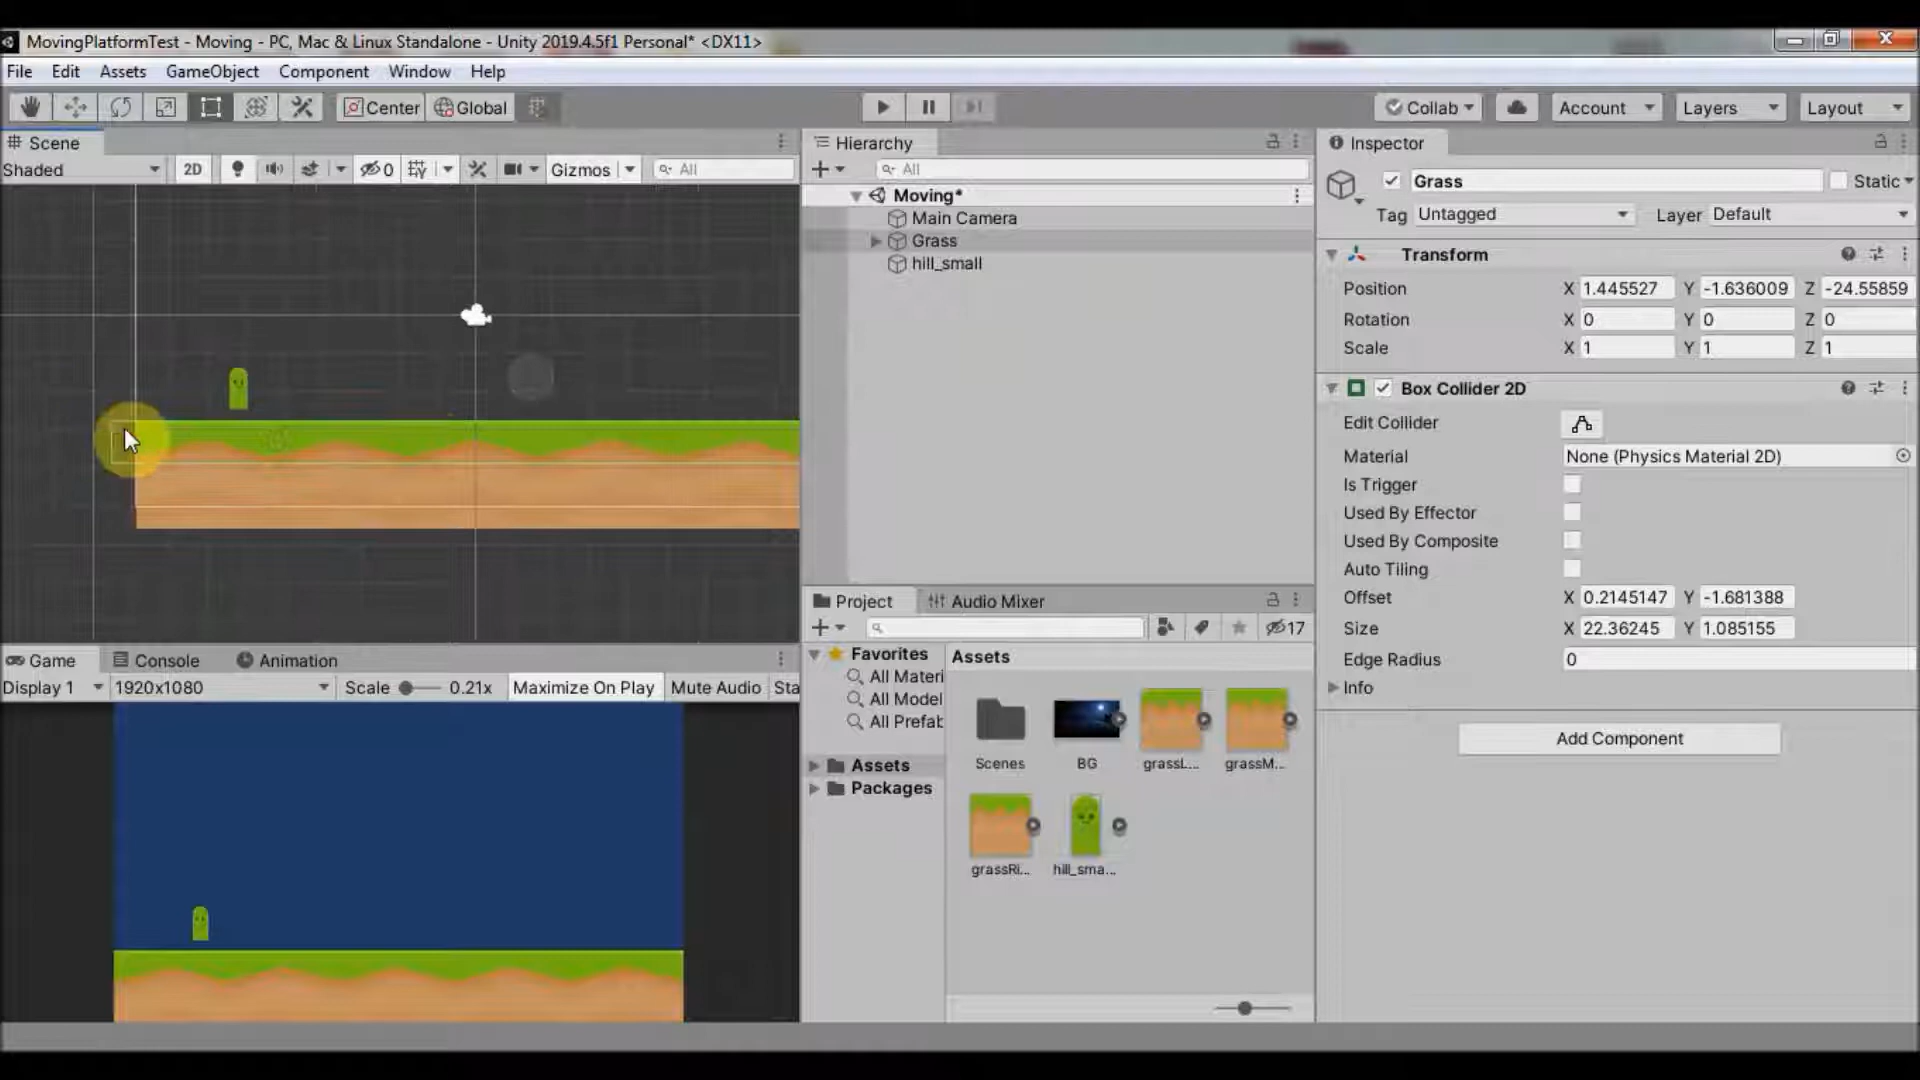 MovingPlatformTest - Moving - PC, Mac & Linux Standalone - Unity 2019.4.5f1 Personal* <DX11>
File Edit Assets GameObject Component Window Help
Center Global Collab Account Layers Layout
Scene
Shaded 2D 0 Gizmos All
Hierarchy
All
Moving*
Main Camera
Grass
hill_small
Inspector
Grass Static
Tag Untagged Layer Default
Transform
Position X 1.445527 Y -1.636009 Z -24.55859
Rotation X 0 Y 0 Z 0
Scale X 1 Y 1 Z 1
Box Collider 2D
Edit Collider
Material None (Physics Material 2D)
Is Trigger
Used By Effector
Used By Composite
Auto Tiling
Offset X 0.2145147 Y -1.681388
Size X 22.36245 Y 1.085155
Edge Radius 0
Info
Add Component
Game Console Animation
Display 1 1920x1080 Scale 0.21x Maximize On Play Mute Audio Sta
Project Audio Mixer
17
Favorites
All Materi
All Model
All Prefab
Assets
Packages
Assets
Scenes BG grassL... grassM...
grassRi... hill_sma...